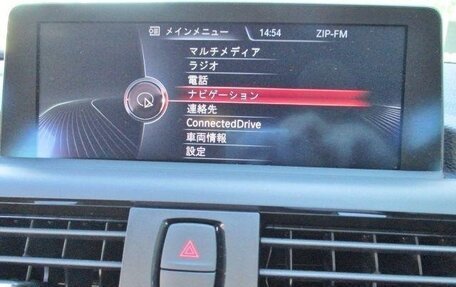 メインメニュー 14:54 ZIP-FM
マルチメディア
ラジオ
電話
ナビゲーション
連絡先
ConnectedDrive
車両情報
設定